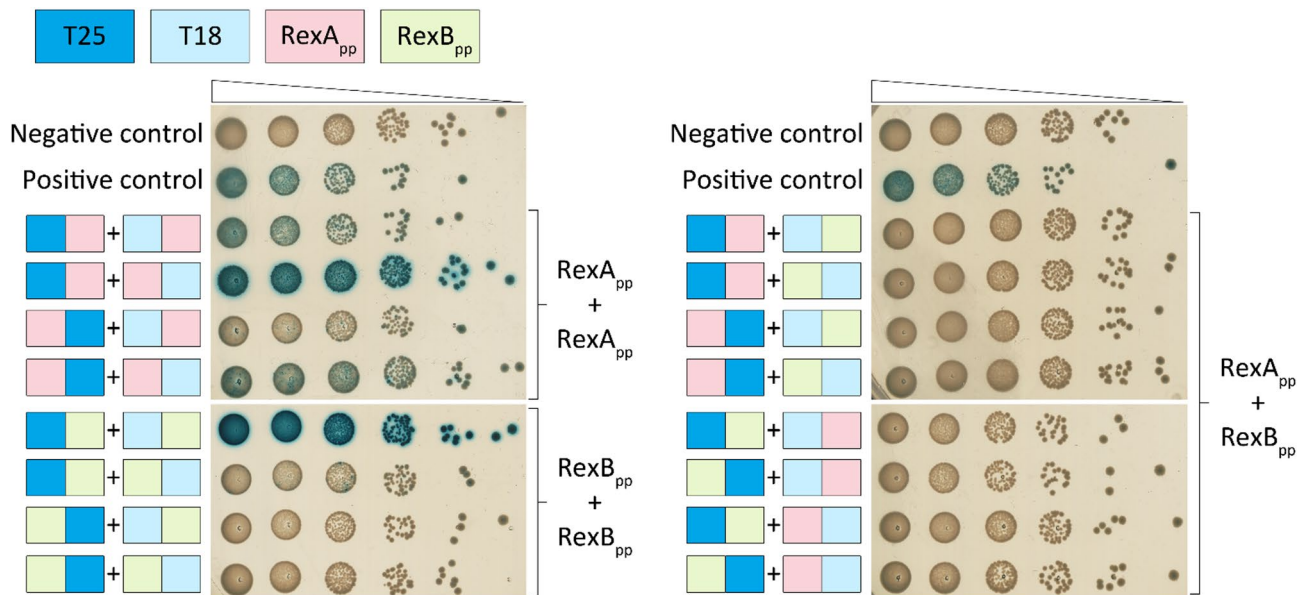 T25 T18 RexApp RexBpp
Negative control
Positive control
+
+
+
+
RexApp
+
RexApp
+
+
+
+
RexBpp
+
RexBpp
Negative control
Positive control
+
+
+
+
+
+
+
+
RexApp
+
RexBpp